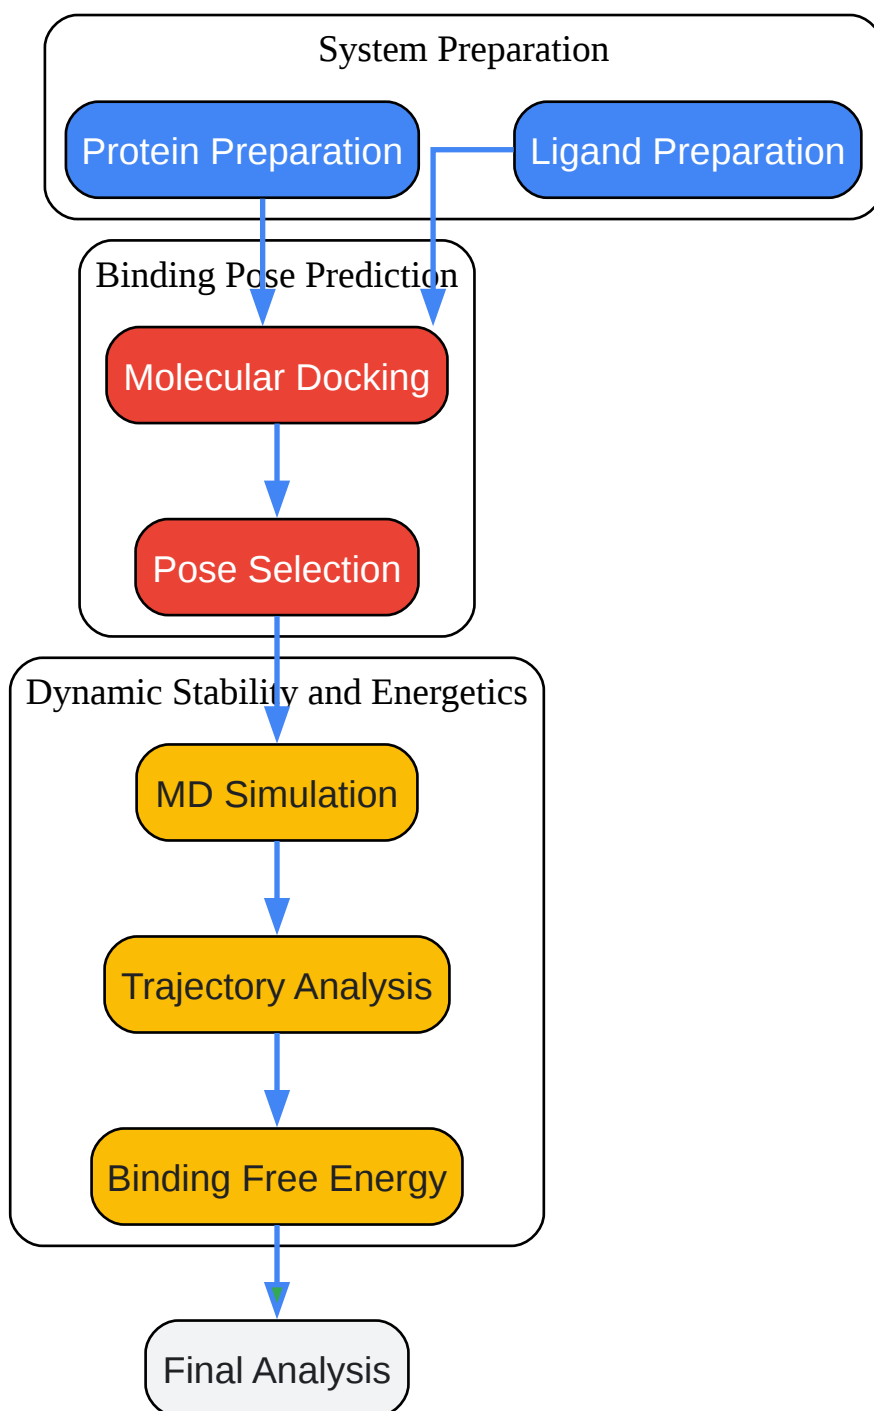 System Preparation
Protein Preparation
Ligand Preparation
Binding Pose Prediction
Molecular Docking
Pose Selection
Dynamic Stability and Energetics
MD Simulation
Trajectory Analysis
Binding Free Energy
Final Analysis